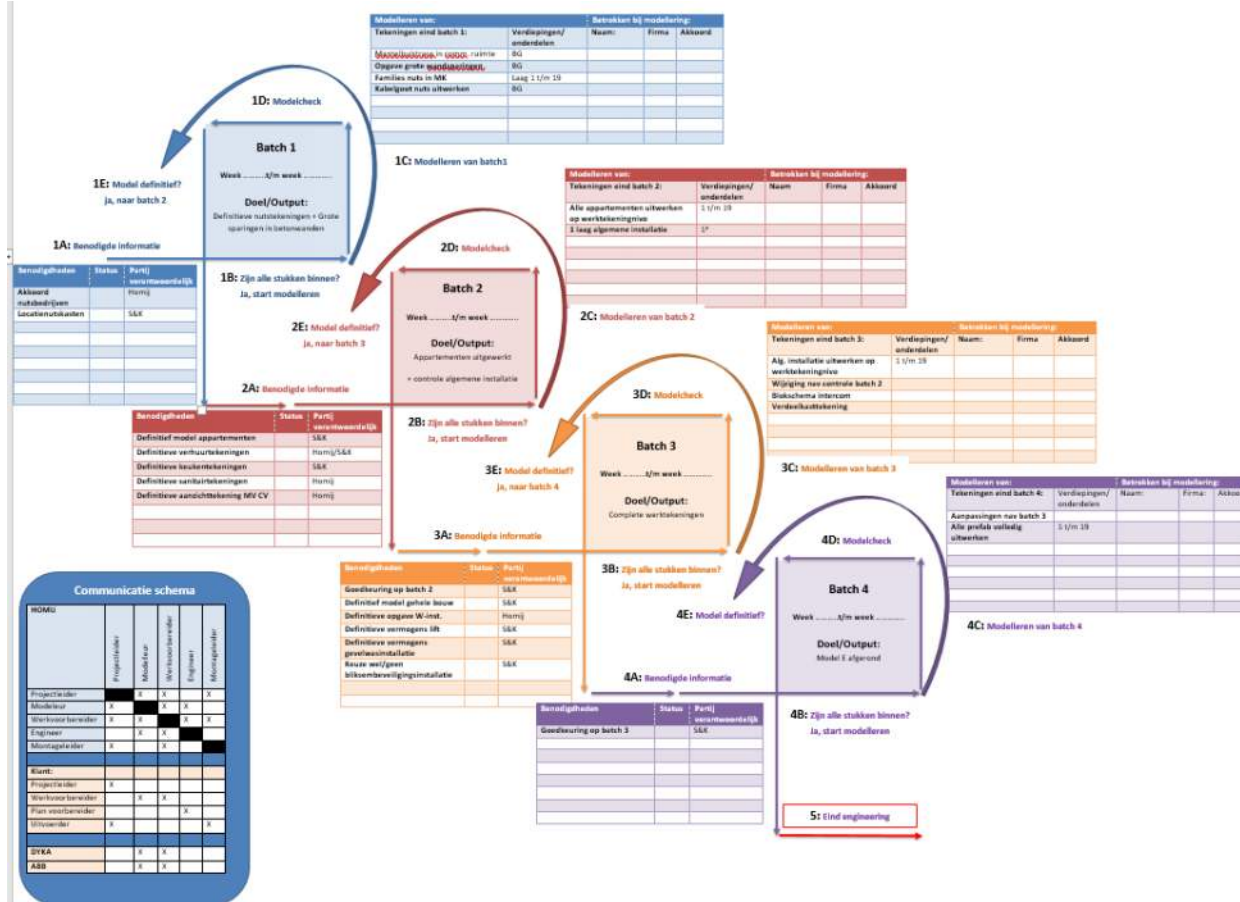 Modelleren van: Betrekken bij modellering:
Tekeningen eind batch 1: Verdiepingen/ onderdelen Naam: Firma Akkoord
in comm. ruimte BG
Opgave grote wandsparingen BG
Families nuts in MK Laag 1 t/m 19
Kabelgoot nuts uitwerken BG
1D: Modelcheck
Batch 1
Week ..........t/m week ............
Doel/Output:
Definitieve nutstekeningen + Grote
sparingen in betonwanden
1C: Modelleren van batch1
1E: Model definitief?
ja, naar batch 2
1A: Benodigde informatie
1B: Zijn alle stukken binnen?
Ja, start modelleren
Benodigdheden Status Partij verantwoordelijk
Akkoord nutsbedrijven Homij
Locatienutskasten S&K
Modelleren van: Betrekken bij modellering:
Tekeningen eind batch 2: Verdiepingen/ onderdelen Naam Firma Akkoord
Alle appartementen uitwerken op werktekeningnivo 1 t/m 19
1 laag algemene installatie 1e
2D: Modelcheck
Batch 2
Week ..........t/m week ............
Doel/Output:
Appartementen uitgewerkt
+ controle algemene installatie
2C: Modelleren van batch 2
2E: Model definitief?
ja, naar batch 3
2A: Benodigde informatie
2B: Zijn alle stukken binnen?
Ja, start modelleren
Benodigdheden Status Partij verantwoordelijk
Definitief model appartementen S&K
Definitieve verhuurtekeningen Homij/S&K
Definitieve keukentekeningen S&K
Definitieve sanitairtekeningen Homij
Definitieve aanzichttekening MV CV Homij
Modelleren van: Betrekken bij modellering:
Tekeningen eind batch 3: Verdiepingen/ onderdelen Naam: Firma Akkoord
Alg. installatie uitwerken op werktekeningnivo 1 t/m 19
Wijziging nav controle batch 2
Blokschema intercom
Verdeelkasttekening
3D: Modelcheck
Batch 3
Week ..........t/m week ............
Doel/Output:
Complete werktekeningen
3C: Modelleren van batch 3
3E: Model definitief?
ja, naar batch 4
3A: Benodigde informatie
3B: Zijn alle stukken binnen?
Ja, start modelleren
Benodigdheden Status Partij verantwoordelijk
Goedkeuring op batch 2 S&K
Definitief model gehele bouw S&K
Definitieve opgave W-inst. Homij
Definitieve vermogens lift S&K
Definitieve vermogens gevelwasinstallatie S&K
Keuze wel/geen bliksembeveiligingsinstallatie S&K
Modelleren van: Betrekken bij modellering:
Tekeningen eind batch 4: Verdiepingen/ onderdelen Naam: Firma:
Aanpassingen nav batch 3
Alle prefab volledig uitwerken 1 t/m 19
4D: Modelcheck
Batch 4
Week ..........t/m week ............
Doel/Output:
Model E afgerond
4C: Modelleren van batch 4
4E: Model definitief?
4A: Benodigde informatie
4B: Zijn alle stukken binnen?
Ja, start modelleren
Benodigdheden Status Partij verantwoordelijk
Goedkeuring op batch 3 S&K
5: Eind engineering
Communicatie schema
Projectleider Modelleur Werkvoorbereider Engineer Montageleider
Projectleider X X X
Modeleur X X X
Werkvoorbereider X X X X
Engineer X X
Montageleider X X
Klant:
Projectleider X
Werkvoorbereider X X
Plan voorbereider X
Uitvoerder X X
DYKA X X
ABB X X